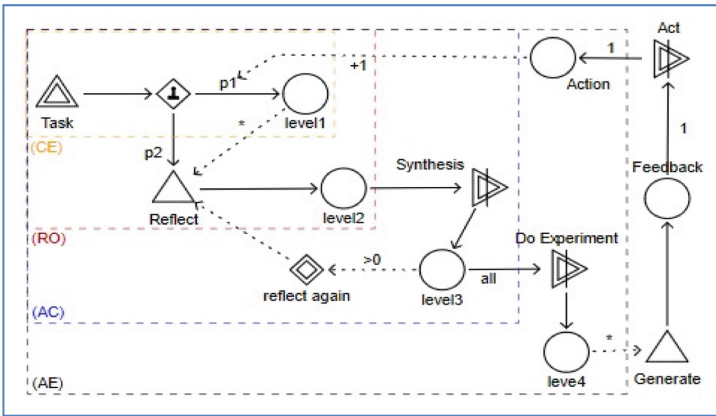 Act
1
+1
Action
p1
Task
level1
*
(CE)
p2
1
Synthesis
Feedback
Reflect
level2
(RO)
Do Experiment
>0
all
reflect again
level3
(AC)
*
leve4
Generate
(AE)